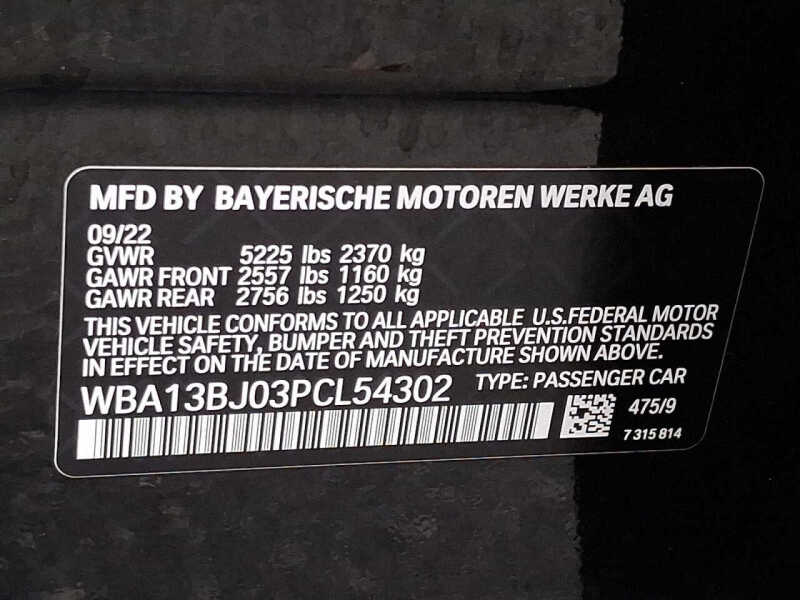 MFD BY BAYERISCHE MOTOREN WERKE AG
09/22
GVWR 5225 lbs 2370 kg
GAWR FRONT 2557 lbs 1160 kg
GAWR REAR 2756 lbs 1250 kg
THIS VEHICLE CONFORMS TO ALL APPLICABLE U.S.FEDERAL MOTOR
VEHICLE SAFETY, BUMPER AND THEFT PREVENTION STANDARDS
IN EFFECT ON THE DATE OF MANUFACTURE SHOWN ABOVE.
WBA13BJ03PCL54302 TYPE: PASSENGER CAR
475/9
7 315 814